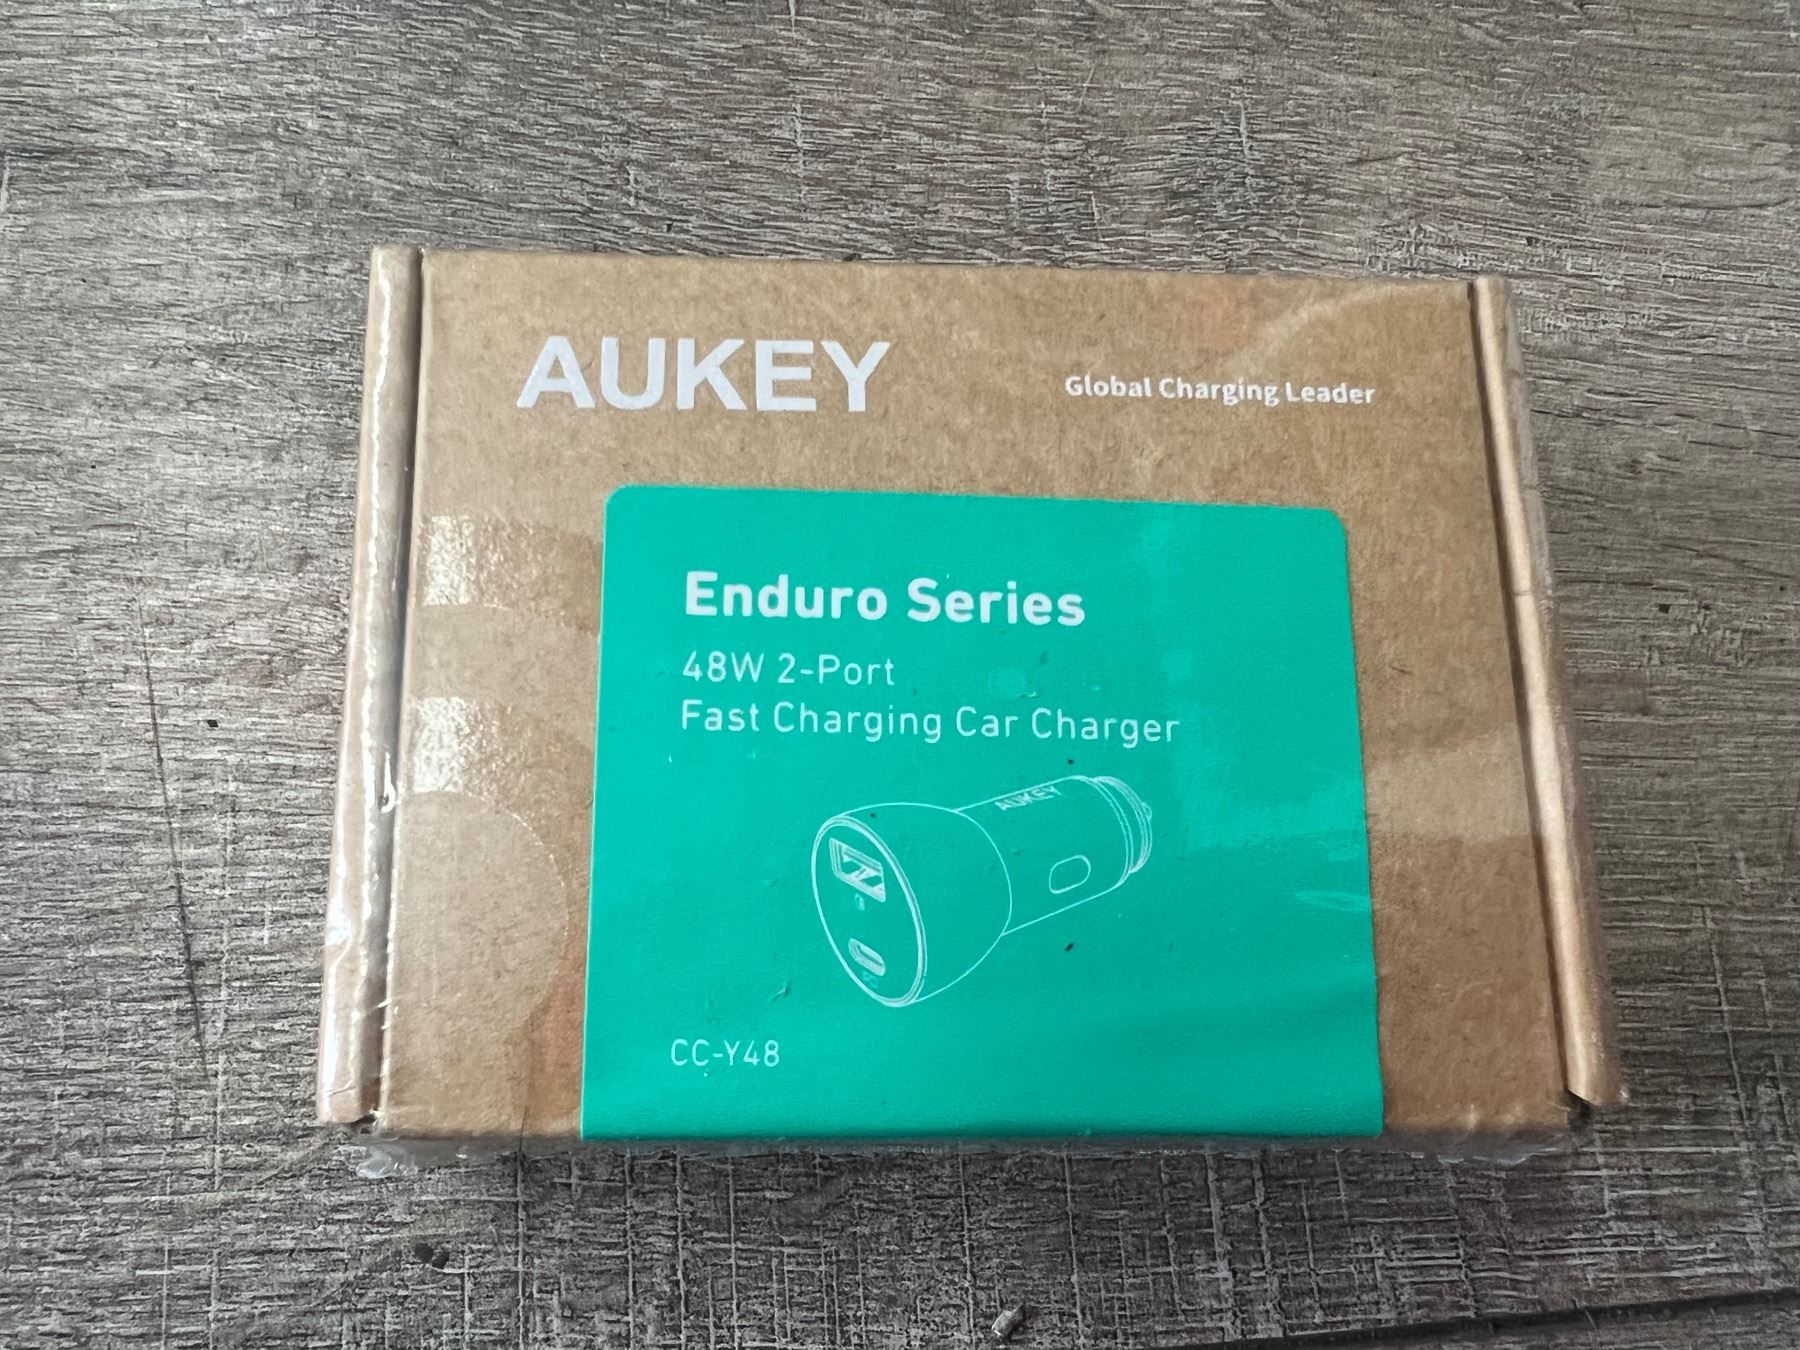 AUKEY
Global Charging Leader
Enduro Series
48W 2-Port
Fast Charging Car Charger
AUKEY
CC-Y48